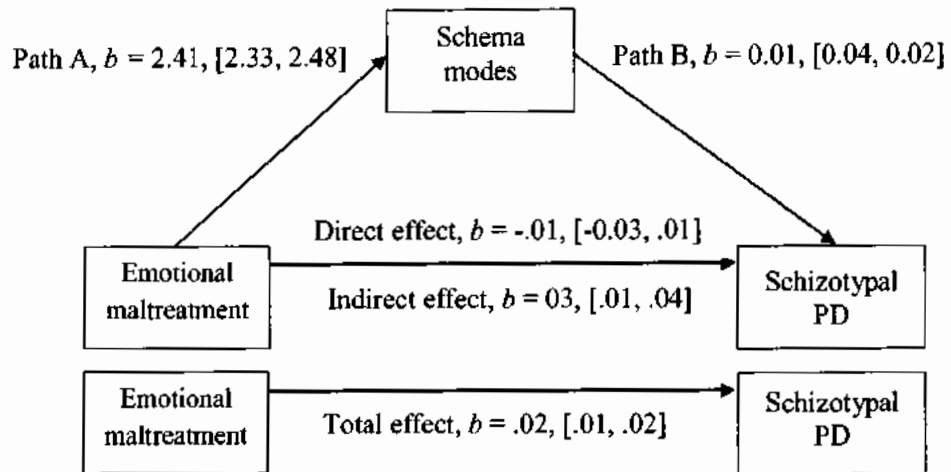 Schema
modes
Path A, b = 2.41, [2.33, 2.48]
Path B, b = 0.01, [0.04, 0.02]
Direct effect, b = -.01, [-0.03, .01]
Emotional
maltreatment
Indirect effect, b = 03, [.01, .04]
Schizotypal
PD
Emotional
maltreatment
Total effect, b = .02, [.01, .02]
Schizotypal
PD